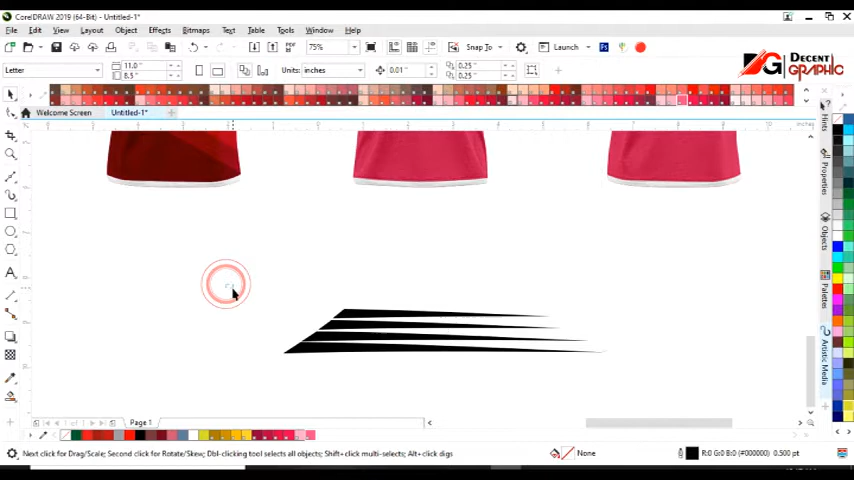 CorelDRAW 2019 (64-Bit) - Untitled-1*
File Edit View Layout Object Effects Bitmaps Text Table Tools Window Help
75% Snap To Launch
Letter 11.0 " 8.5 " Units: inches 0.01 " 0.25 " 0.25 "
DECENT GRAPHIC
Welcome Screen Untitled-1*
Hints
Properties
Objects
Palettes
Artistic Media
1 of 1 Page 1
Next click for Drag/Scale; Second click for Rotate/Skew; Dbl-clicking tool selects all objects; Shift+click multi-selects; Alt+click digs None R:0 G:0 B:0 (#000000) 0.500 pt